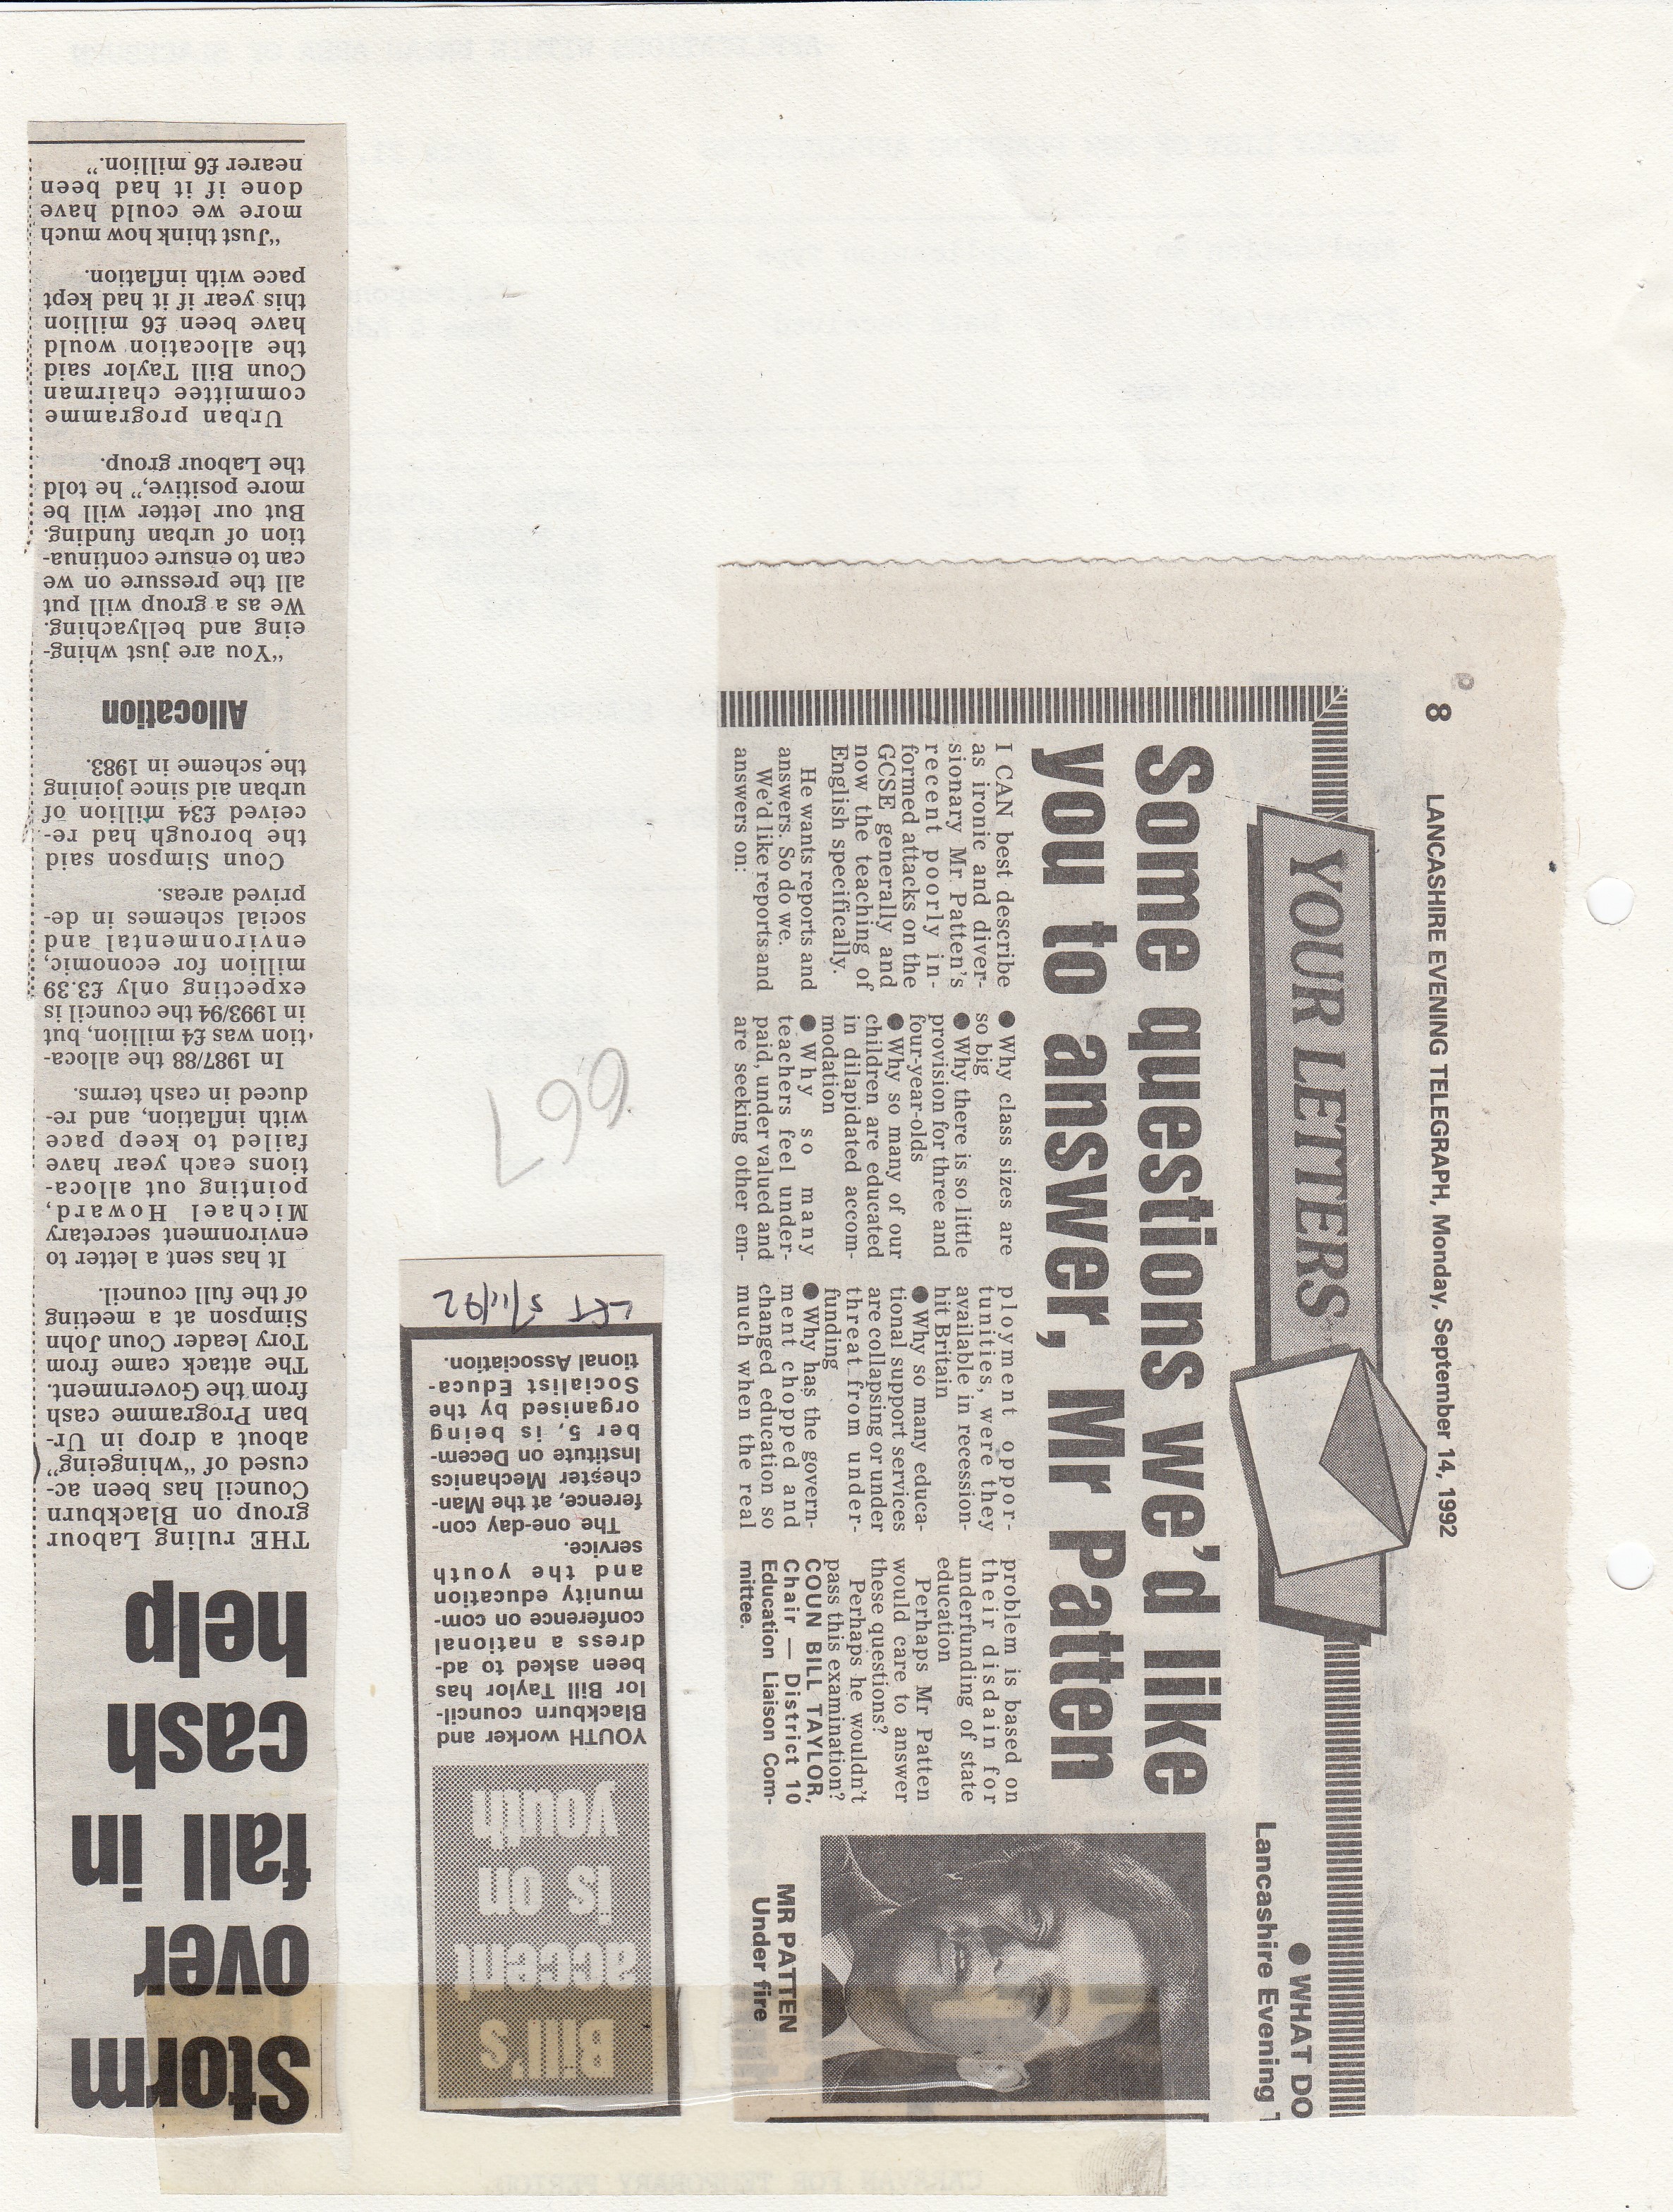 Storm
over
fall in
cash
help
THE ruling Labour
group on Blackburn
Council has been ac-
cused of "whingeing"
about a drop in Ur-
ban Programme cash
from the Government.
The attack came from
Tory leader Coun John
Simpson at a meeting
of the full council.
It has sent a letter to
environment secretary
Michael Howard,
pointing out alloca-
tions each year have
failed to keep pace
with inflation, and re-
duced in cash terms.
In 1987/88 the alloca-
tion was £4 million, but
in 1993/94 the council is
expecting only £3.39
million for economic,
environmental and
social schemes in de-
prived areas.
Coun Simpson said
the borough had re-
ceived £34 million of
urban aid since joining
the scheme in 1983.
Allocation
"You are just whing-
eing and bellyaching.
We as a group will put
all the pressure on we
can to ensure continua-
tion of urban funding.
But our letter will be
more positive," he told
the Labour group.
Urban programme
committee chairman
Coun Bill Taylor said
the allocation would
have been £6 million
this year if it had kept
pace with inflation.
"Just think how much
more we could have
done if it had been
nearer £6 million."
Bill's
accent
is on
youth
YOUTH worker and
Blackburn council-
lor Bill Taylor has
been asked to ad-
dress a national
conference on com-
munity education
and the youth
service.
The one-day con-
ference, at the Man-
chester Mechanics
Institute on Decem-
ber 5, is being
organised by the
Socialist Educa-
tional Association.
LET 5/11/92
667
8
LANCASHIRE EVENING TELEGRAPH, Monday, September 14, 1992
YOUR LETTERS
● WHAT DO
Lancashire Evening
Some questions we'd like
you to answer, Mr Patten
I CAN best describe
as ironic and diver-
sionary Mr Patten's
recent poorly in-
formed attacks on the
GCSE generally and
now the teaching of
English specifically.
He wants reports and
answers. So do we.
We'd like reports and
answers on:
● Why class sizes are
so big
● Why there is so little
provision for three and
four-year-olds
● Why so many of our
children are educated
in dilapidated accom-
modation
● Why so many
teachers feel under-
paid, under valued and
are seeking other em-
ployment oppor-
tunities, were they
available in recession-
hit Britain
● Why so many educa-
tional support services
are collapsing or under
threat from under-
funding
● Why has the govern-
ment chopped and
changed education so
much when the real
problem is based on
their disdain for
underfunding of state
education
Perhaps Mr Patten
would care to answer
these questions?
Perhaps he wouldn't
pass this examination?
COUN BILL TAYLOR,
Chair — District 10
Education Liaison Com-
mittee.
MR PATTEN
Under fire